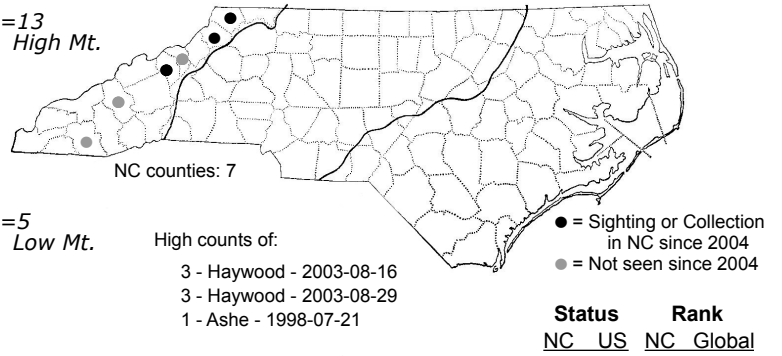 =13
High Mt.
NC counties: 7
=5
Low Mt.
High counts of:
3 - Haywood - 2003-08-16
3 - Haywood - 2003-08-29
1 - Ashe - 1998-07-21
● = Sighting or Collection
in NC since 2004
● = Not seen since 2004
Status Rank
NC US NC Global